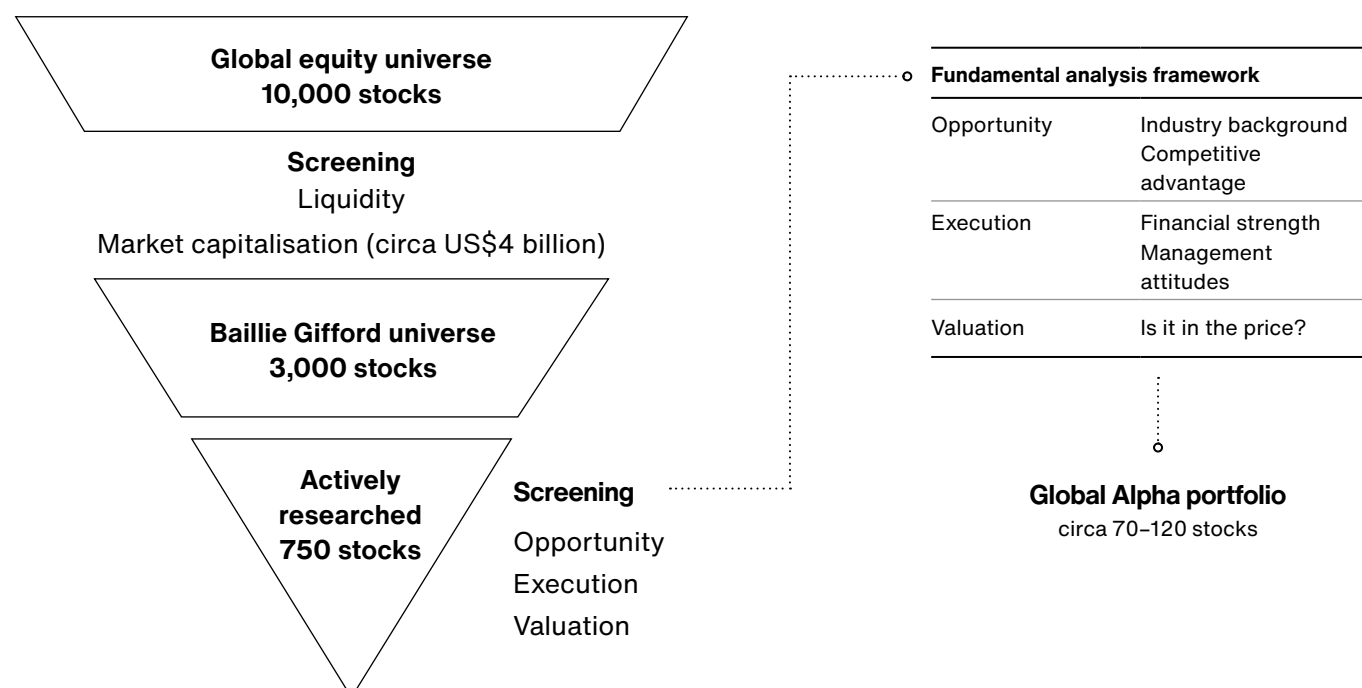 Global equity universe
10,000 stocks
Screening
Liquidity
Market capitalisation (circa US$4 billion)
Baillie Gifford universe
3,000 stocks
Actively
researched
750 stocks
Screening
Opportunity
Execution
Valuation
Fundamental analysis framework
Opportunity
Industry background
Competitive
advantage
Execution
Financial strength
Management
attitudes
Valuation
Is it in the price?
Global Alpha portfolio
circa 70–120 stocks